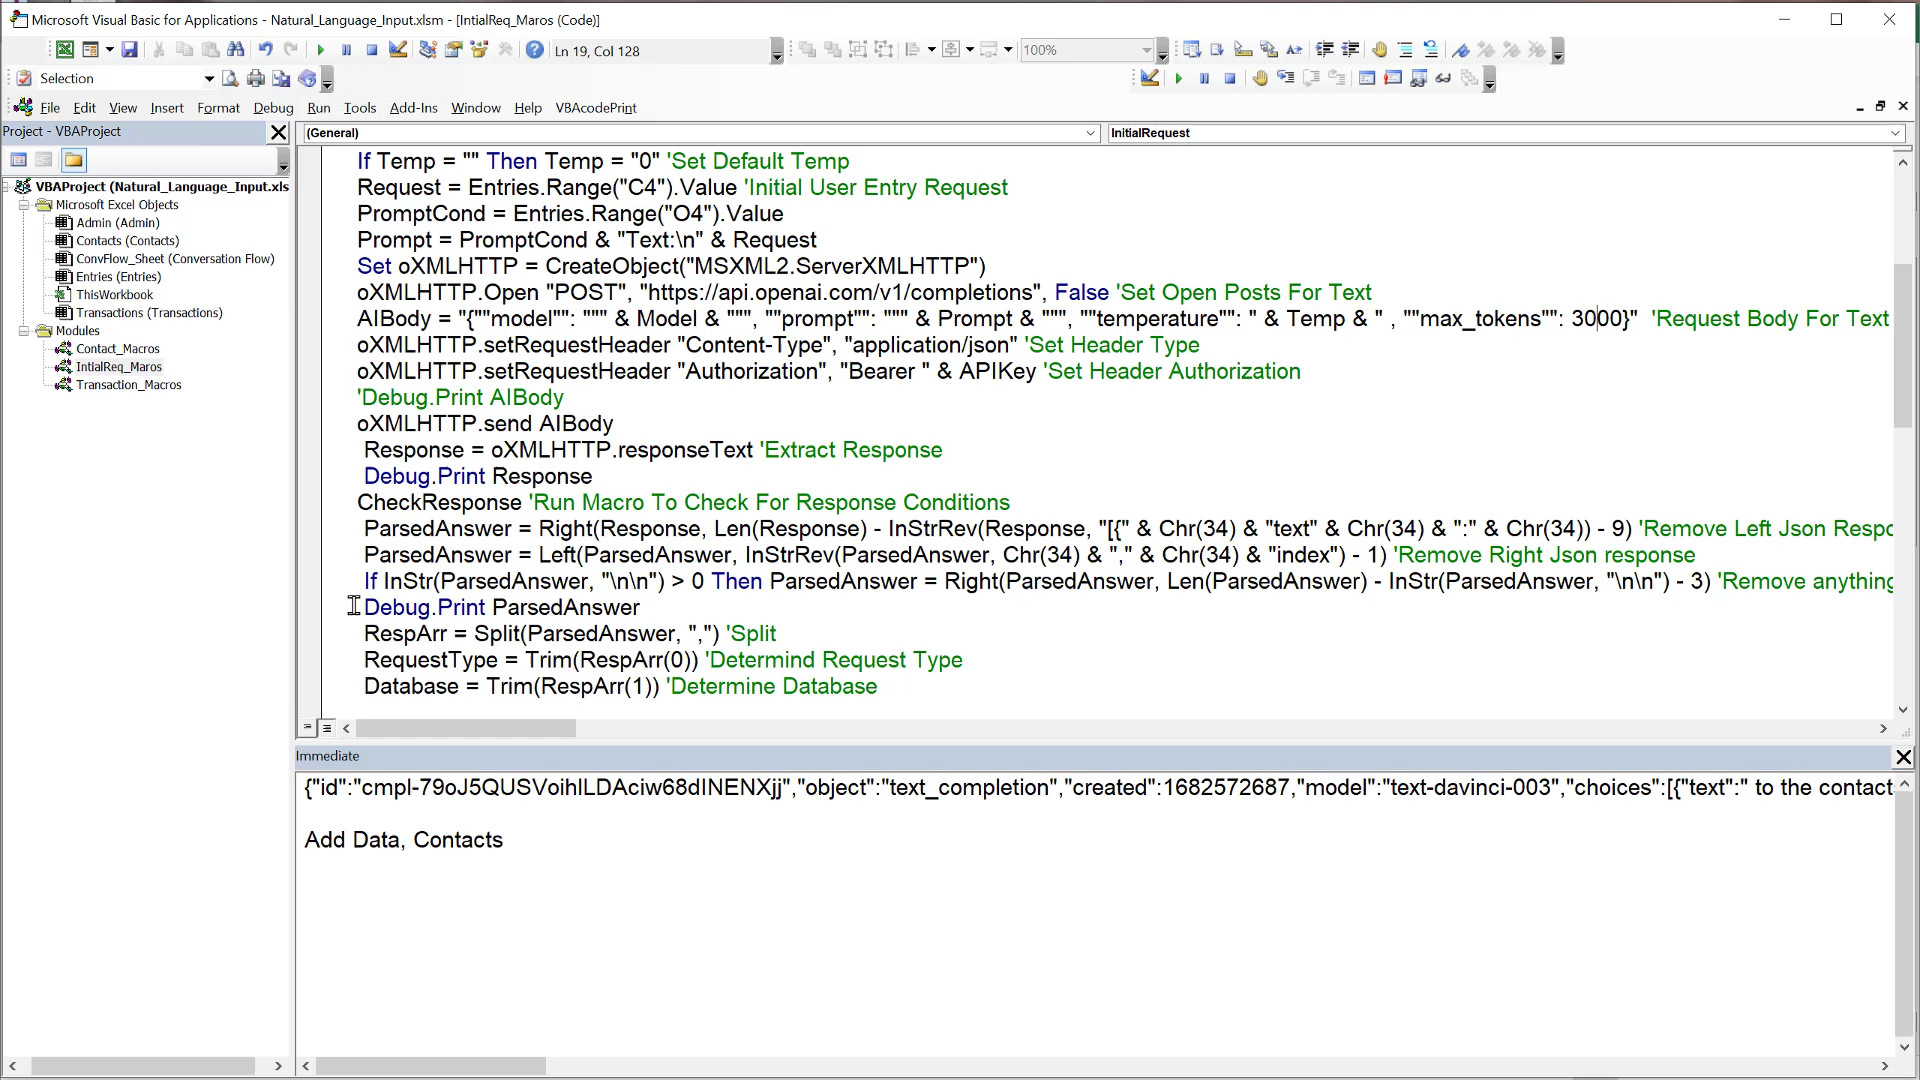 Microsoft Visual Basic for Applications - Natural_Language_Input.xlsm - [IntialReq_Maros (Code)]
Ln 19, Col 128
100%
Selection
File Edit View Insert Format Debug Run Tools Add-Ins Window Help VBAcodePrint
Project - VBAProject
(General)
InitialRequest
VBAProject (Natural_Language_Input.xls
Microsoft Excel Objects
Admin (Admin)
Contacts (Contacts)
ConvFlow_Sheet (Conversation Flow)
Entries (Entries)
ThisWorkbook
Transactions (Transactions)
Modules
Contact_Macros
IntialReq_Maros
Transaction_Macros
If Temp = "" Then Temp = "0" 'Set Default Temp
Request = Entries.Range("C4").Value 'Initial User Entry Request
PromptCond = Entries.Range("O4").Value
Prompt = PromptCond & "Text:\n" & Request
Set oXMLHTTP = CreateObject("MSXML2.ServerXMLHTTP")
oXMLHTTP.Open "POST", "https://api.openai.com/v1/completions", False 'Set Open Posts For Text
AIBody = "{""model"": """ & Model & """, ""prompt"": """ & Prompt & """, ""temperature"": " & Temp & " , ""max_tokens"": 3000}" 'Request Body For Text
oXMLHTTP.setRequestHeader "Content-Type", "application/json" 'Set Header Type
oXMLHTTP.setRequestHeader "Authorization", "Bearer " & APIKey 'Set Header Authorization
'Debug.Print AIBody
oXMLHTTP.send AIBody
Response = oXMLHTTP.responseText 'Extract Response
Debug.Print Response
CheckResponse 'Run Macro To Check For Response Conditions
ParsedAnswer = Right(Response, Len(Response) - InStrRev(Response, "[{" & Chr(34) & "text" & Chr(34) & ":" & Chr(34)) - 9) 'Remove Left Json Respo
ParsedAnswer = Left(ParsedAnswer, InStrRev(ParsedAnswer, Chr(34) & "," & Chr(34) & "index") - 1) 'Remove Right Json response
If InStr(ParsedAnswer, "\n\n") > 0 Then ParsedAnswer = Right(ParsedAnswer, Len(ParsedAnswer) - InStr(ParsedAnswer, "\n\n") - 3) 'Remove anything
Debug.Print ParsedAnswer
RespArr = Split(ParsedAnswer, ",") 'Split
RequestType = Trim(RespArr(0)) 'Determind Request Type
Database = Trim(RespArr(1)) 'Determine Database
Immediate
{"id":"cmpl-79oJ5QUSVoihlLDAciw68dINENXjj","object":"text_completion","created":1682572687,"model":"text-davinci-003","choices":[{"text":" to the contact
Add Data, Contacts